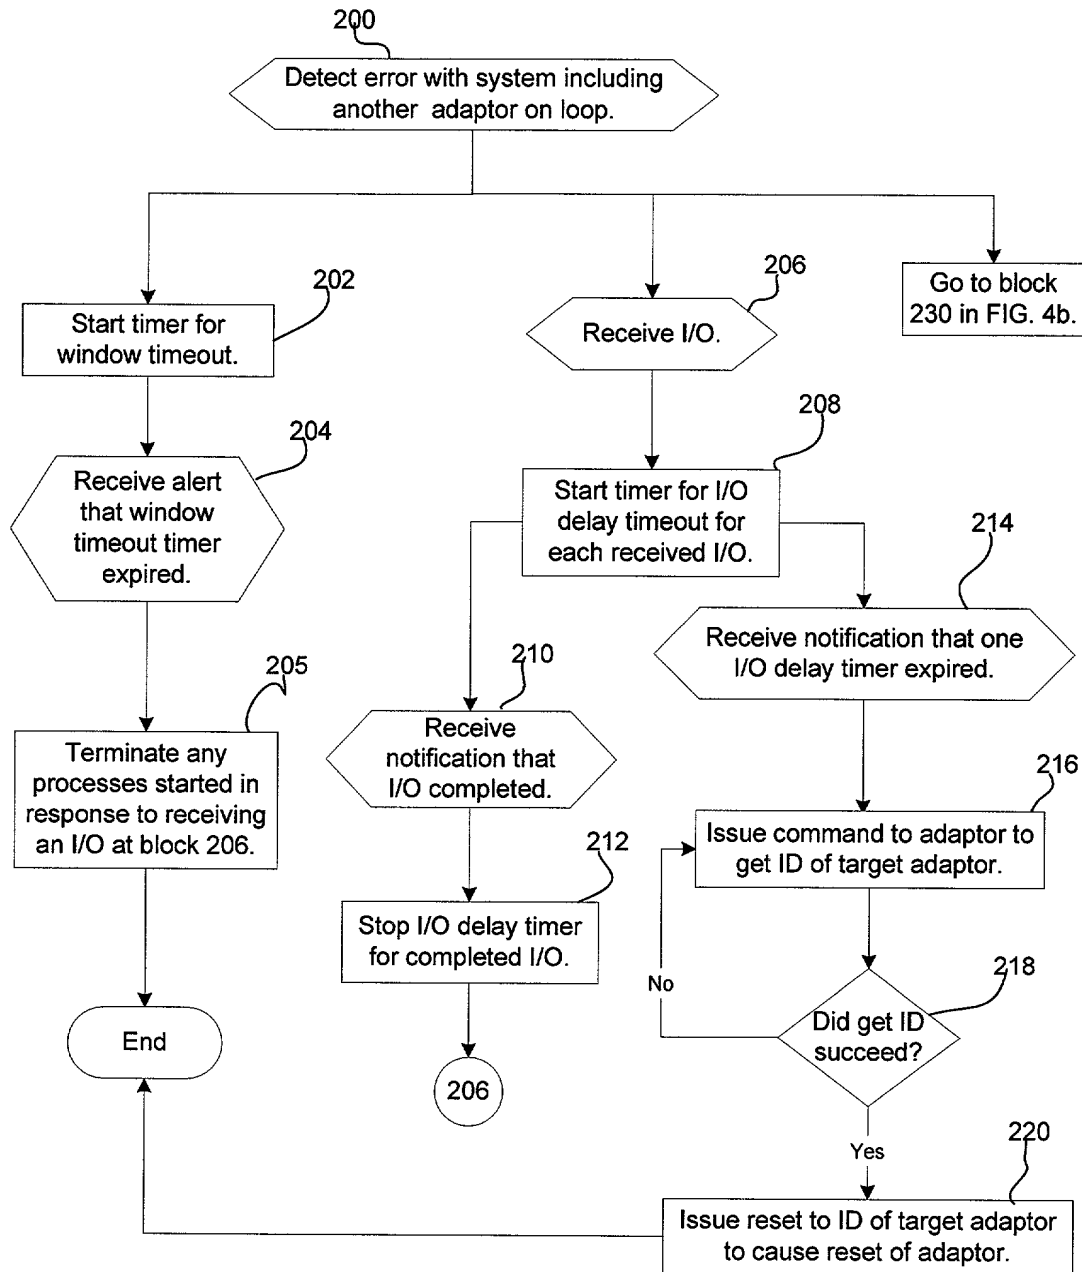 200
Detect error with system including
another adaptor on loop.
202
Start timer for
window timeout.
206
Receive I/O.
Go to block
230 in FIG. 4b.
204
Receive alert
that window
timeout timer
expired.
208
Start timer for I/O
delay timeout for
each received I/O.
214
Receive notification that one
I/O delay timer expired.
205
Terminate any
processes started in
response to receiving
an I/O at block 206.
210
Receive
notification that
I/O completed.
216
Issue command to adaptor to
get ID of target adaptor.
212
Stop I/O delay timer
for completed I/O.
No
218
Did get ID
succeed?
End
206
Yes
220
Issue reset to ID of target adaptor
to cause reset of adaptor.